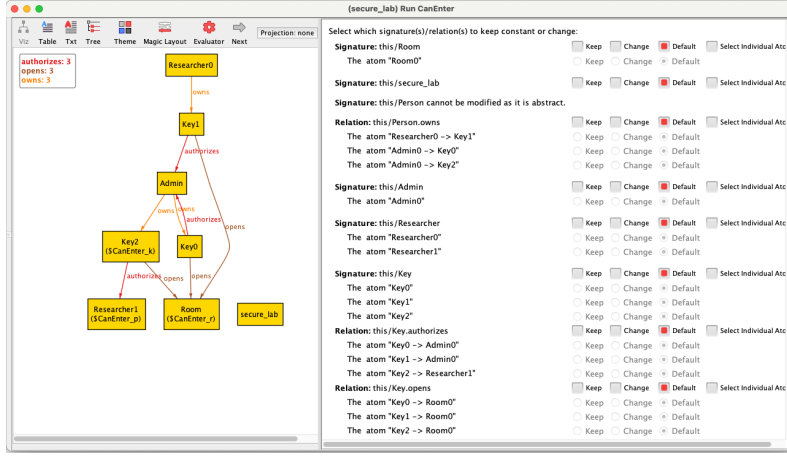 (secure_lab) Run CanEnter
Viz Table Txt Tree Theme Magic Layout Evaluator Next Projection: none
authorizes: 3
opens: 3
owns: 3
Researcher0
owns
Key1
authorizes
Admin
owns owns
authorizes
opens
Key2
($CanEnter_k)
Key0
authorizes opens opens
Researcher1
($CanEnter_p)
Room
($CanEnter_r)
secure_lab
Select which signature(s)/relation(s) to keep constant or change:
Signature: this/Room Keep Change Default Select Individual Atc
The atom "Room0" Keep Change Default
Signature: this/secure_lab Keep Change Default Select Individual Atc
Signature: this/Person cannot be modified as it is abstract.
Relation: this/Person.owns Keep Change Default Select Individual Atc
The atom "Researcher0 -> Key1" Keep Change Default
The atom "Admin0 -> Key0" Keep Change Default
The atom "Admin0 -> Key2" Keep Change Default
Signature: this/Admin Keep Change Default Select Individual Atc
The atom "Admin0" Keep Change Default
Signature: this/Researcher Keep Change Default Select Individual Atc
The atom "Researcher0" Keep Change Default
The atom "Researcher1" Keep Change Default
Signature: this/Key Keep Change Default Select Individual Atc
The atom "Key0" Keep Change Default
The atom "Key1" Keep Change Default
The atom "Key2" Keep Change Default
Relation: this/Key.authorizes Keep Change Default Select Individual Atc
The atom "Key0 -> Admin0" Keep Change Default
The atom "Key1 -> Admin0" Keep Change Default
The atom "Key2 -> Researcher1" Keep Change Default
Relation: this/Key.opens Keep Change Default Select Individual Atc
The atom "Key0 -> Room0" Keep Change Default
The atom "Key1 -> Room0" Keep Change Default
The atom "Key2 -> Room0" Keep Change Default